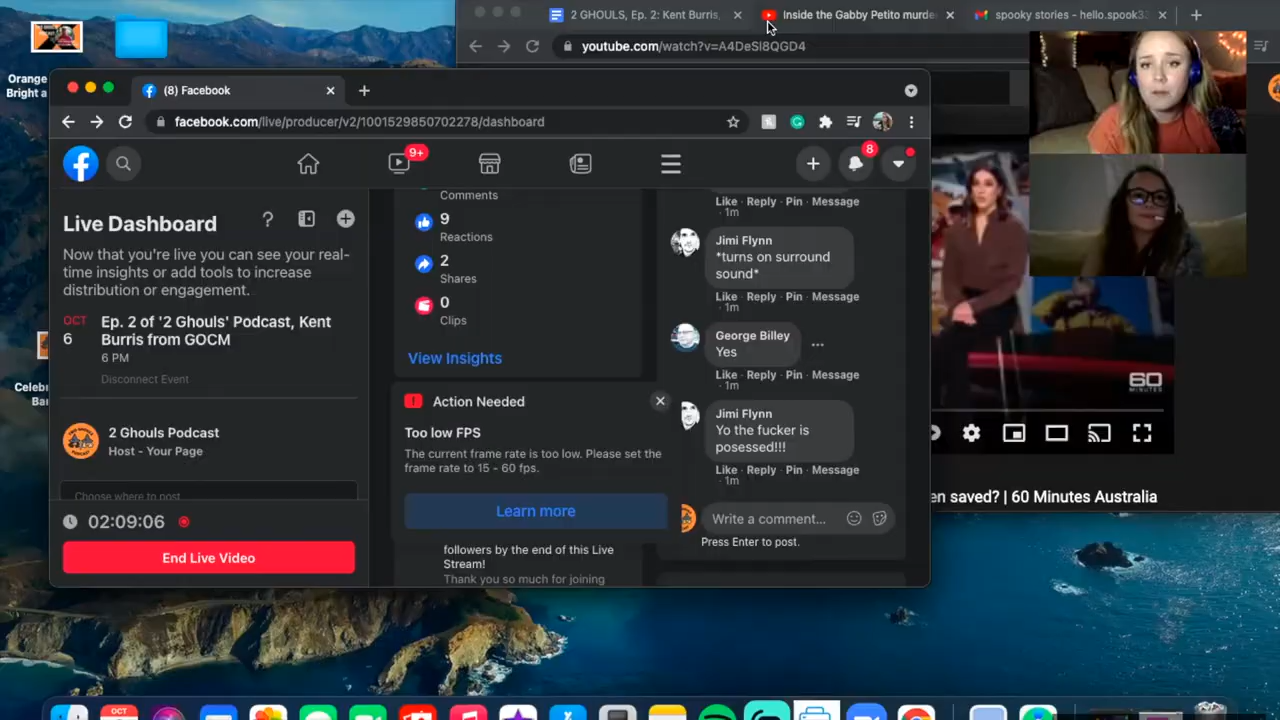 2 GHOULS, Ep. 2: Kent Burris,
Inside the Gabby Petito murde
spooky stories - hello.spook3
youtube.com/watch?v=A4DeSl8QGD4
Orange
Bright a
Celeb
Ba
(8) Facebook
facebook.com/live/producer/v2/1001529850702278/dashboard
9+
8
Live Dashboard
Now that you're live you can see your real-
time insights or add tools to increase
distribution or engagement.
OCT
6
Ep. 2 of '2 Ghouls' Podcast, Kent
Burris from GOCM
6 PM
Disconnect Event
2 Ghouls Podcast
Host - Your Page
Choose where to post
02:09:06
End Live Video
Comments
9
Reactions
2
Shares
0
Clips
View Insights
Action Needed
Too low FPS
The current frame rate is too low. Please set the
frame rate to 15 - 60 fps.
Learn more
followers by the end of this Live
Stream!
Thank you so much for joining
Like · Reply · Pin · Message
· 1m
Jimi Flynn
*turns on surround
sound*
Like · Reply · Pin · Message
· 1m
George Billey
Yes
Like · Reply · Pin · Message
· 1m
Jimi Flynn
Yo the fucker is
posessed!!!
Like · Reply · Pin · Message
· 1m
Write a comment...
Press Enter to post.
60
MINUTES
en saved? | 60 Minutes Australia
OCT